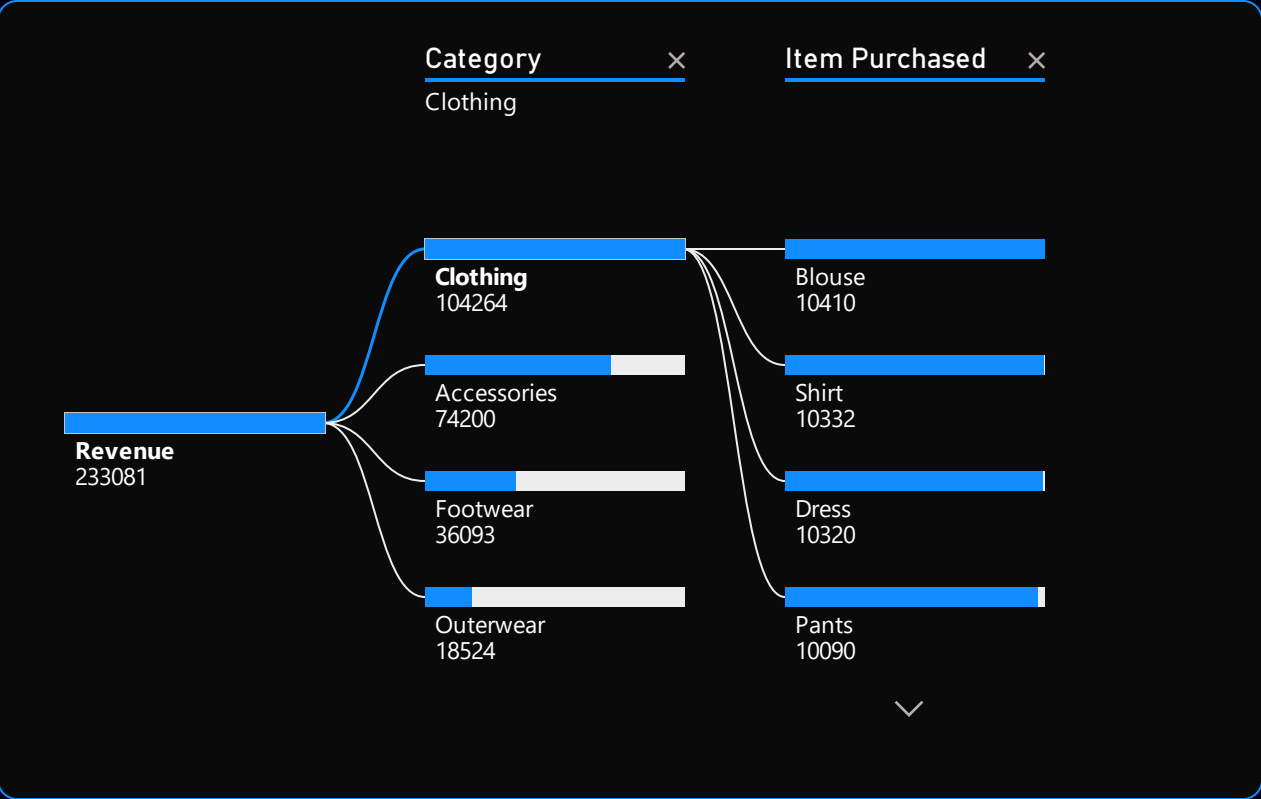 Category
Item Purchased
Clothing
Clothing
104264
Blouse
10410
Accessories
74200
Shirt
10332
Revenue
233081
Footwear
36093
Dress
10320
Outerwear
18524
Pants
10090